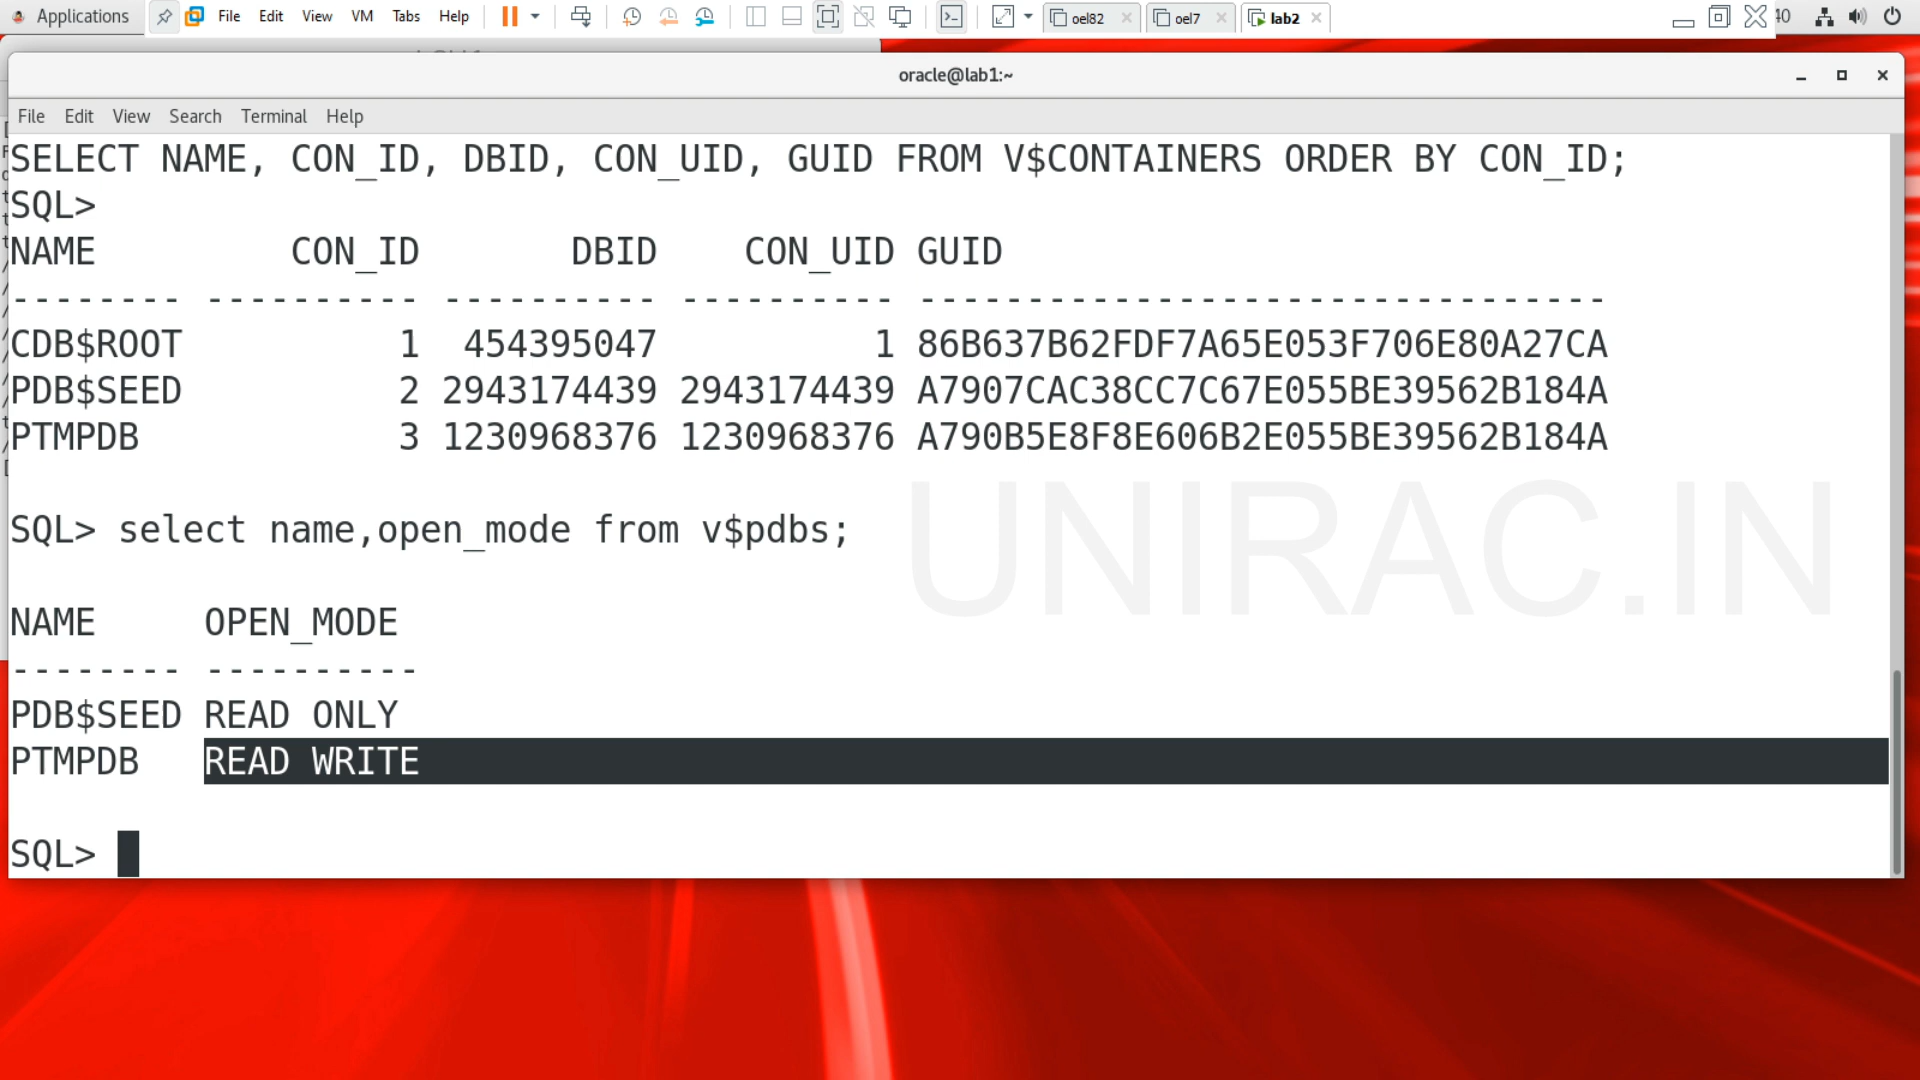 Applications File Edit View VM Tabs Help oel82 oel7 lab2 40
oracle@lab1:~
File Edit View Search Terminal Help
SELECT NAME, CON_ID, DBID, CON_UID, GUID FROM V$CONTAINERS ORDER BY CON_ID;
SQL>
NAME CON_ID DBID CON_UID GUID
-------- ---------- ---------- ---------- --------------------------------
CDB$ROOT 1 454395047 1 86B637B62FDF7A65E053F706E80A27CA
PDB$SEED 2 2943174439 2943174439 A7907CAC38CC7C67E055BE39562B184A
PTMPDB 3 1230968376 1230968376 A790B5E8F8E606B2E055BE39562B184A
SQL> select name,open_mode from v$pdbs;
UNIRAC.IN
NAME OPEN_MODE
-------- ----------
PDB$SEED READ ONLY
PTMPDB READ WRITE
SQL>